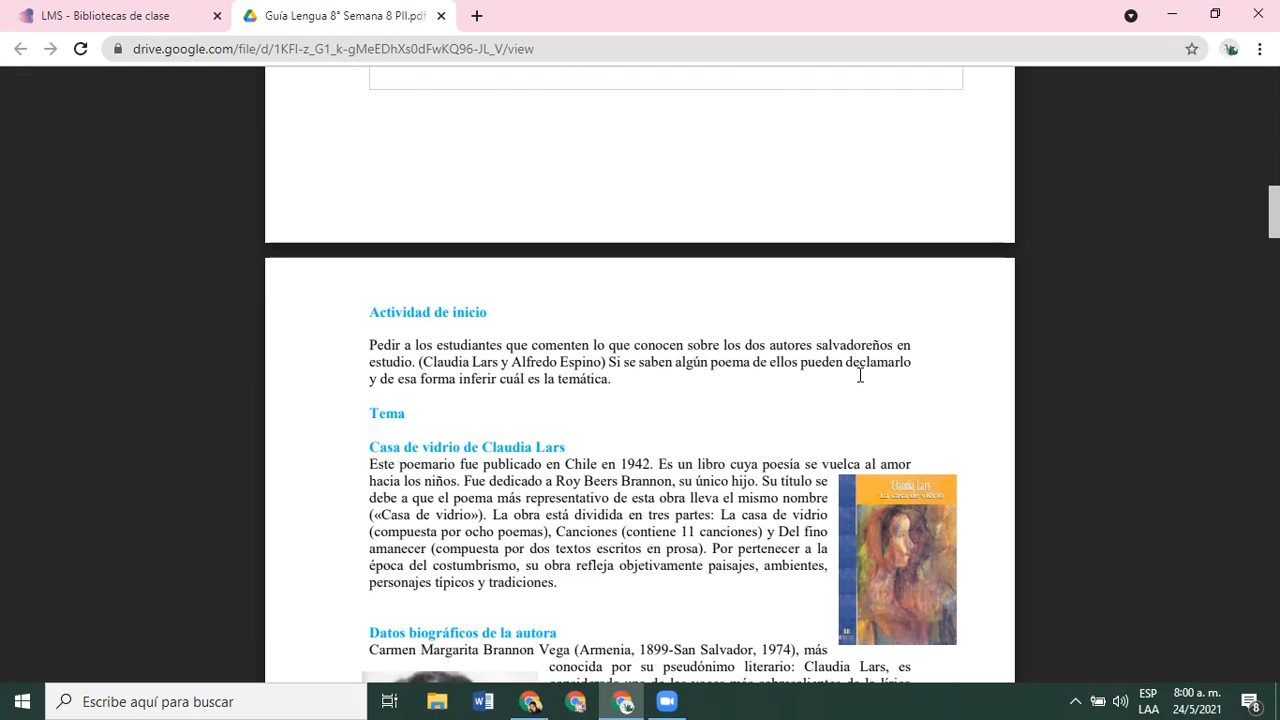 LMS - Bibliotecas de clase
Guía Lengua 8° Semana 8 PII.pdf
drive.google.com/file/d/1KFI-z_G1_k-gMeEDhXs0dFwKQ96-JL_V/view
Actividad de inicio
Pedir a los estudiantes que comenten lo que conocen sobre los dos autores salvadoreños en
estudio. (Claudia Lars y Alfredo Espino) Si se saben algún poema de ellos pueden declamarlo
y de esa forma inferir cuál es la temática.
Tema
Casa de vidrio de Claudia Lars
Este poemario fue publicado en Chile en 1942. Es un libro cuya poesía se vuelca al amor
hacia los niños. Fue dedicado a Roy Beers Brannon, su único hijo. Su título se
debe a que el poema más representativo de esta obra lleva el mismo nombre
(«Casa de vidrio»). La obra está dividida en tres partes: La casa de vidrio
(compuesta por ocho poemas), Canciones (contiene 11 canciones) y Del fino
amanecer (compuesta por dos textos escritos en prosa). Por pertenecer a la
época del costumbrismo, su obra refleja objetivamente paisajes, ambientes,
personajes típicos y tradiciones.
Claudia Lars
La casa de vidrio
Datos biográficos de la autora
Carmen Margarita Brannon Vega (Armenia, 1899-San Salvador, 1974), más
conocida por su pseudónimo literario: Claudia Lars, es
Escribe aquí para buscar
ESP
LAA
8:00 a. m.
24/5/2021
8